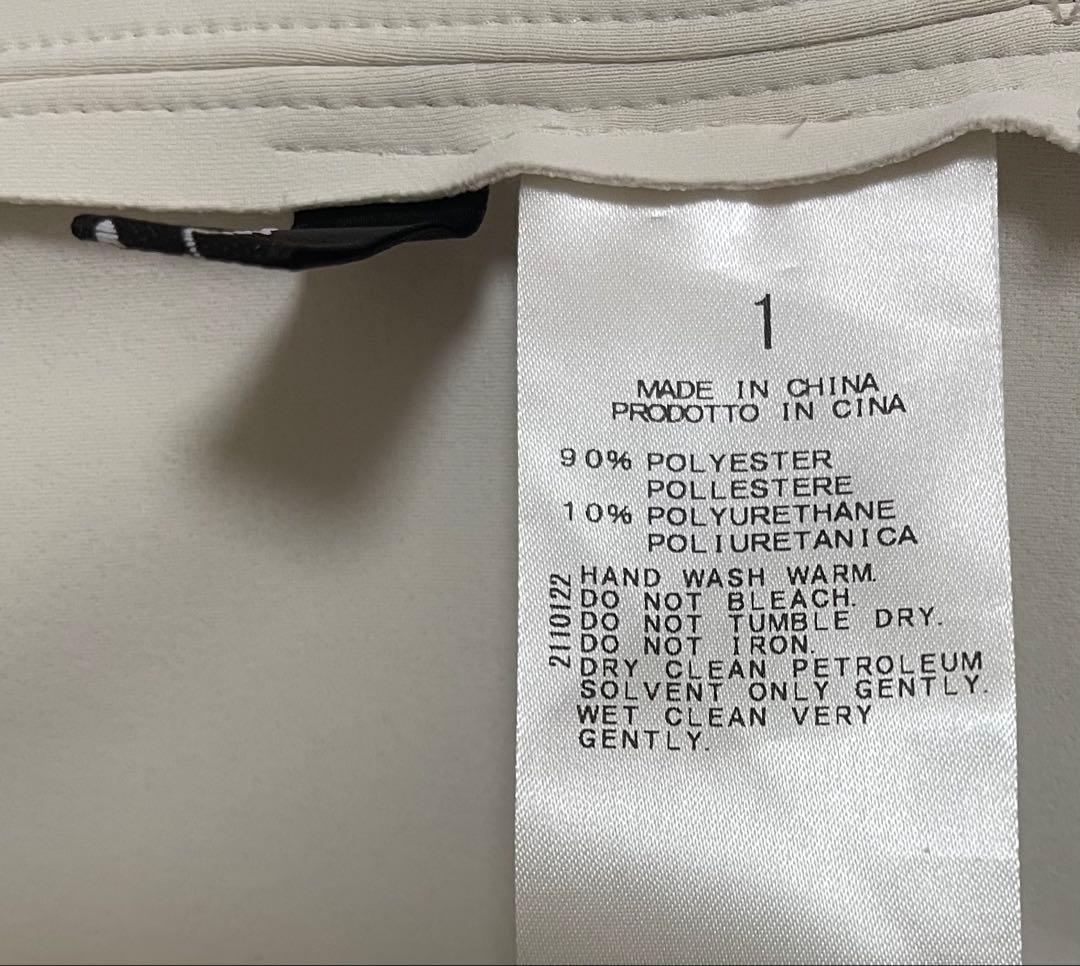 1
MADE IN CHINA
PRODOTTO IN CINA
90% POLYESTER
POLLESTERE
10% POLYURETHANE
POLIURETANICA
2110122
HAND WASH WARM.
DO NOT BLEACH.
DO NOT TUMBLE DRY.
DO NOT IRON.
DRY CLEAN PETROLEUM
SOLVENT ONLY GENTLY.
WET CLEAN VERY
GENTLY.